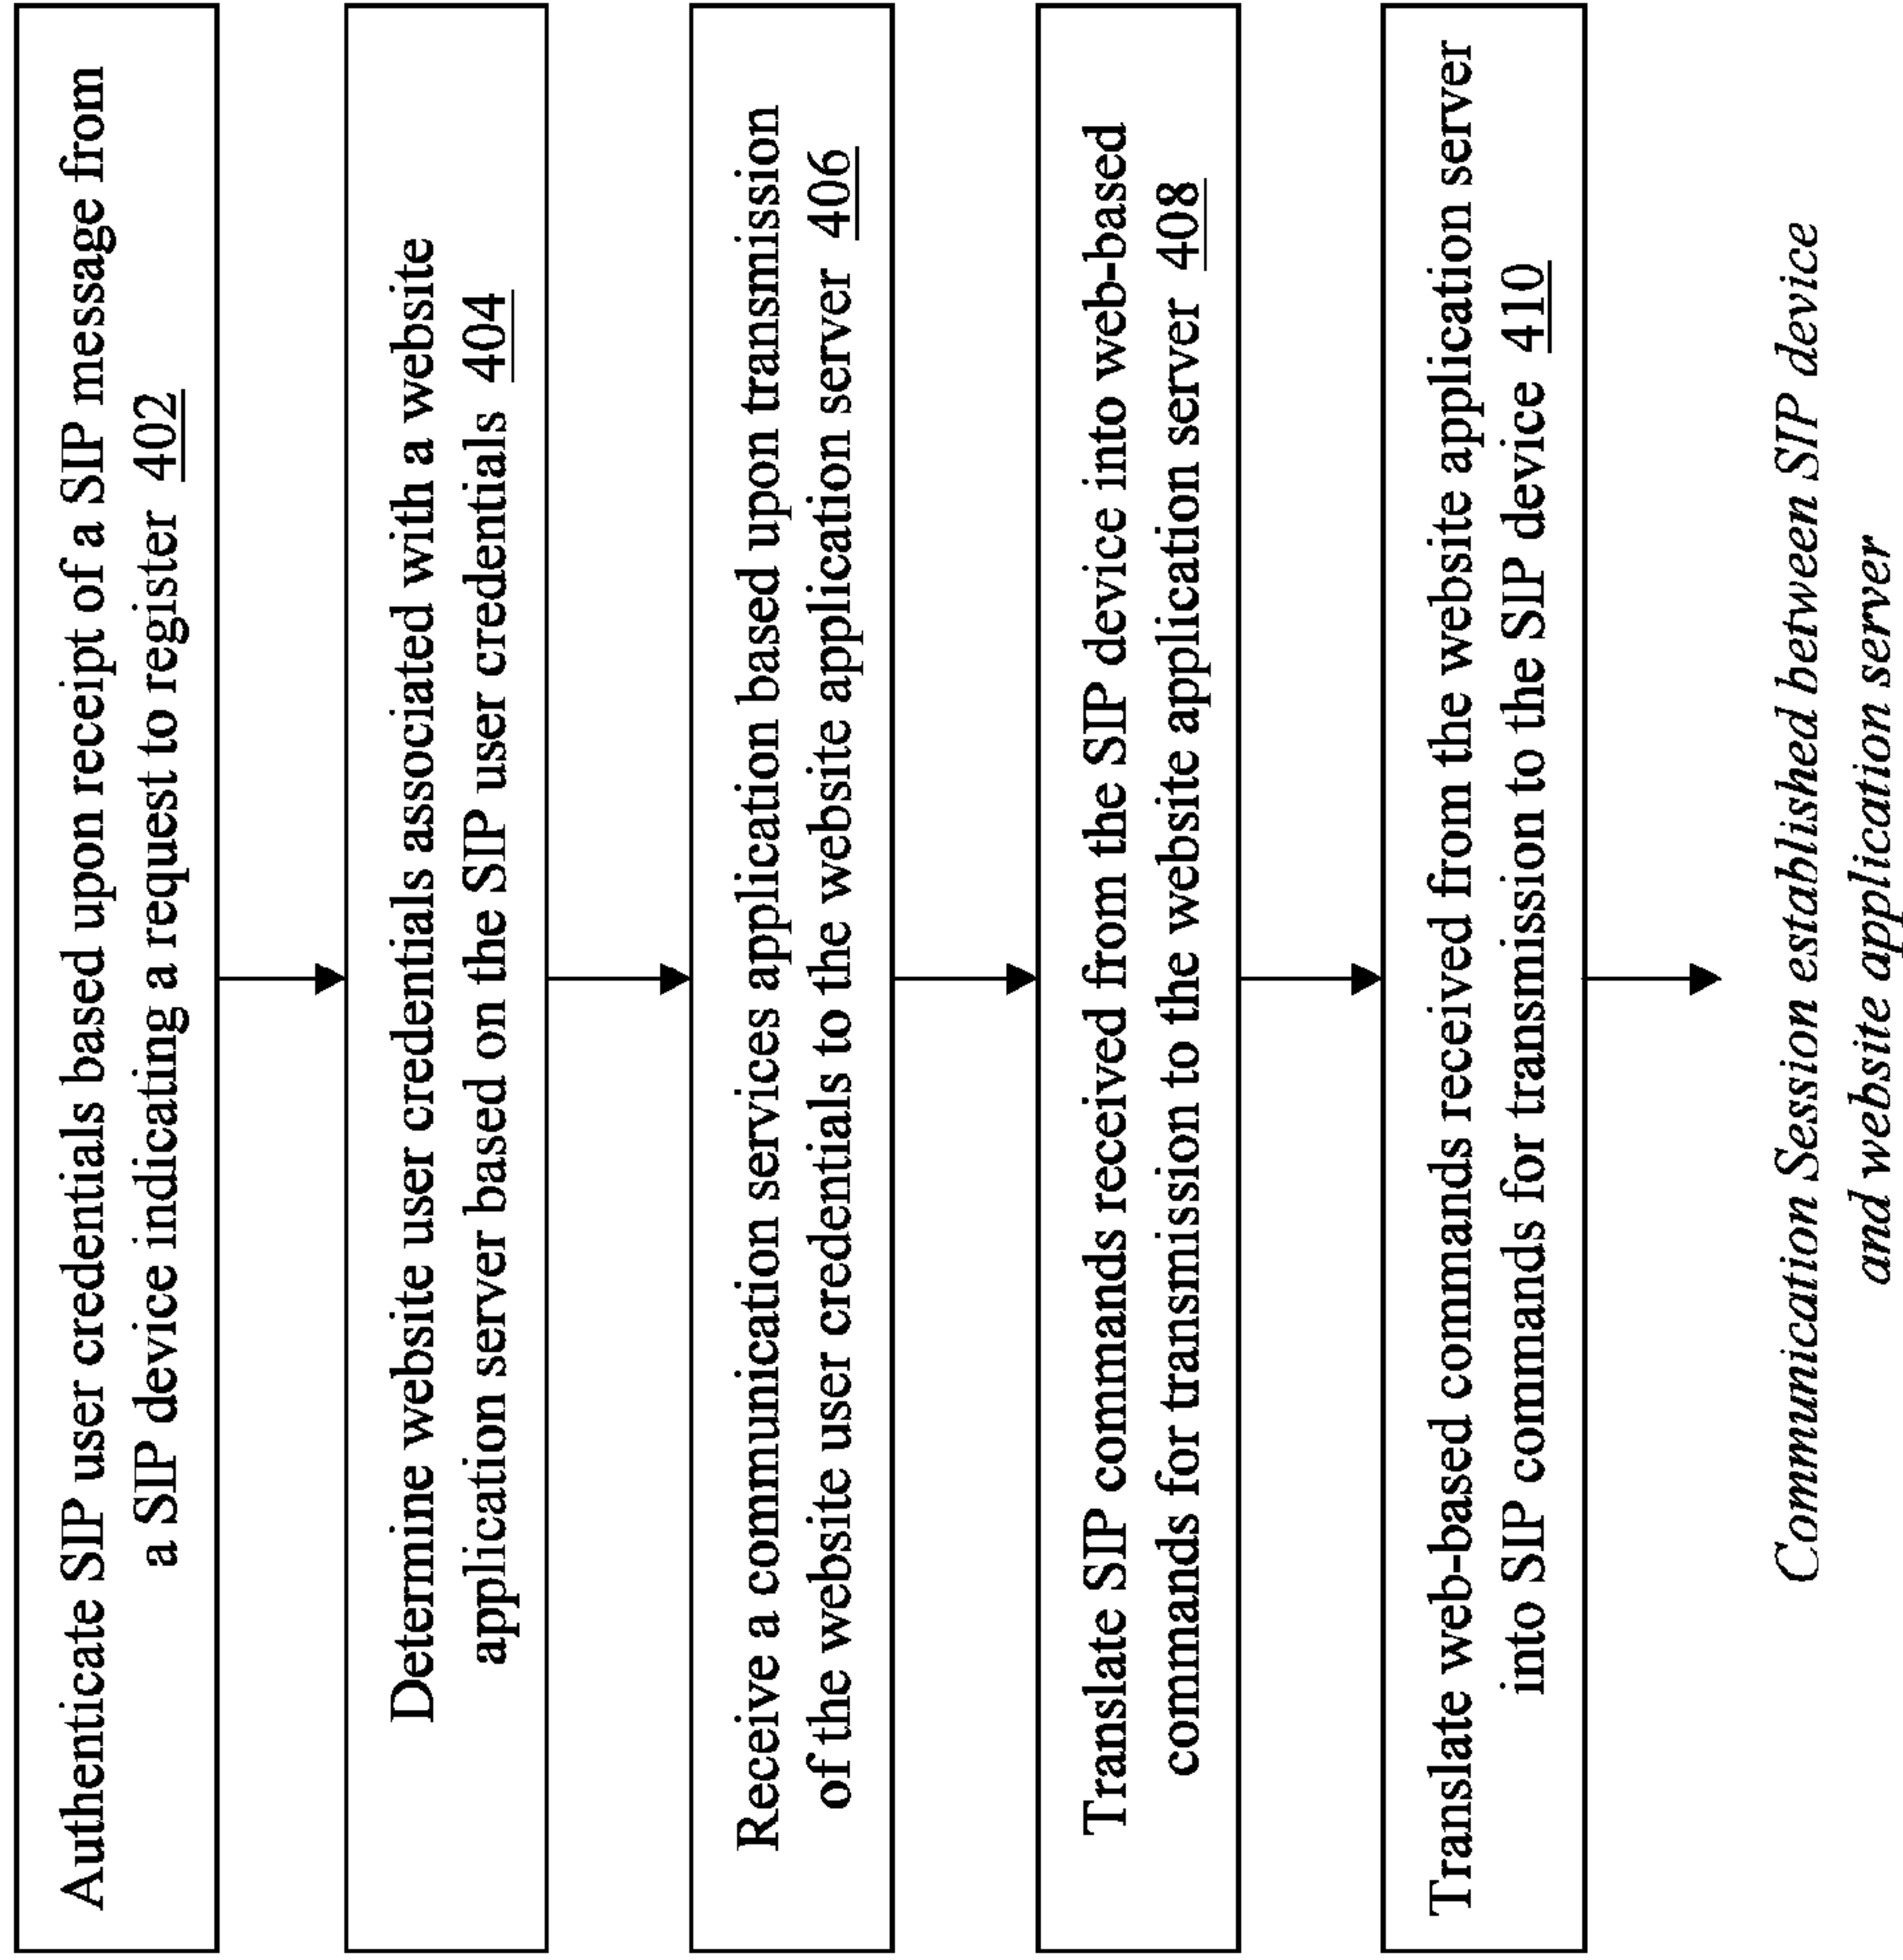 Authenticate SIP user credentials based upon receipt of a SIP message from
a SIP device indicating a request to register 402
Determine website user credentials associated with a website
application server based on the SIP user credentials 404
Receive a communication services application based upon transmission
of the website user credentials to the website application server 406
Translate SIP commands received from the SIP device into web-based
commands for transmission to the website application server 408
Translate web-based commands received from the website application server
into SIP commands for transmission to the SIP device 410
Communication Session established between SIP device
and website application server